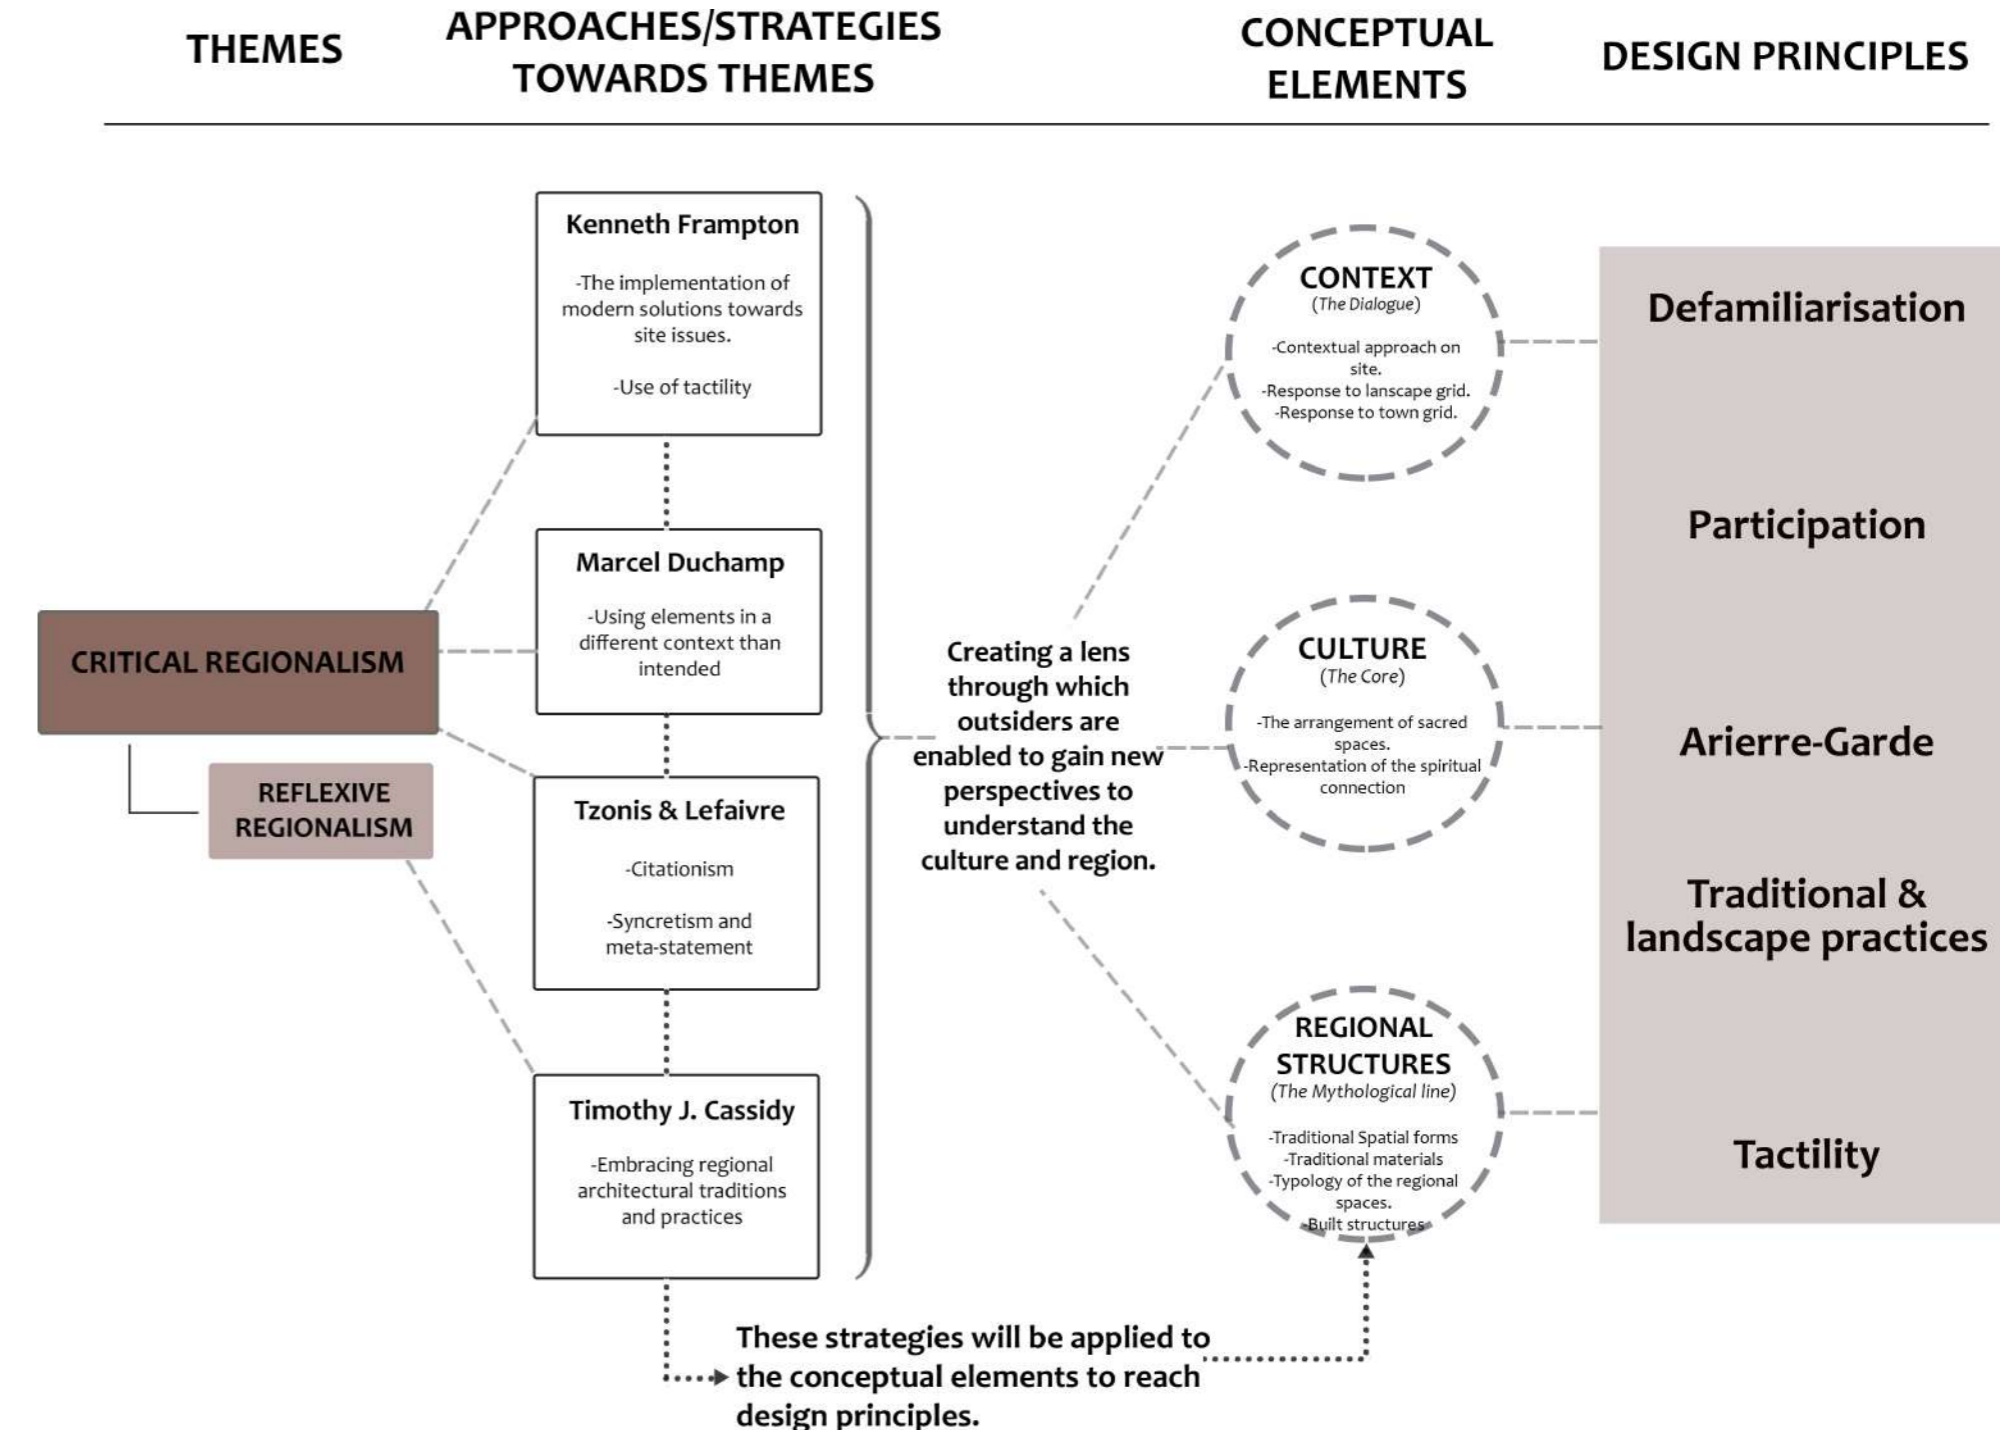 THEMES
APPROACHES/STRATEGIES
TOWARDS THEMES
CONCEPTUAL
ELEMENTS
DESIGN PRINCIPLES
CRITICAL REGIONALISM
REFLEXIVE
REGIONALISM
Kenneth Frampton
-The implementation of
modern solutions towards
site issues.
-Use of tactility
Marcel Duchamp
-Using elements in a
different context than
intended
Tzonis & Lefaivre
-Citationism
-Syncretism and
meta-statement
Timothy J. Cassidy
-Embracing regional
architectural traditions
and practices
Creating a lens
through which
outsiders are
enabled to gain new
perspectives to
understand the
culture and region.
These strategies will be applied to
the conceptual elements to reach
design principles.
CONTEXT
(The Dialogue)
-Contextual approach on
site.
-Response to lanscape grid.
-Response to town grid.
CULTURE
(The Core)
-The arrangement of sacred
spaces.
-Representation of the spiritual
connection
REGIONAL
STRUCTURES
(The Mythological line)
-Traditional Spatial forms
-Traditional materials
-Typology of the regional
spaces.
-Built structures
Defamiliarisation
Participation
Arierre-Garde
Traditional &
landscape practices
Tactility